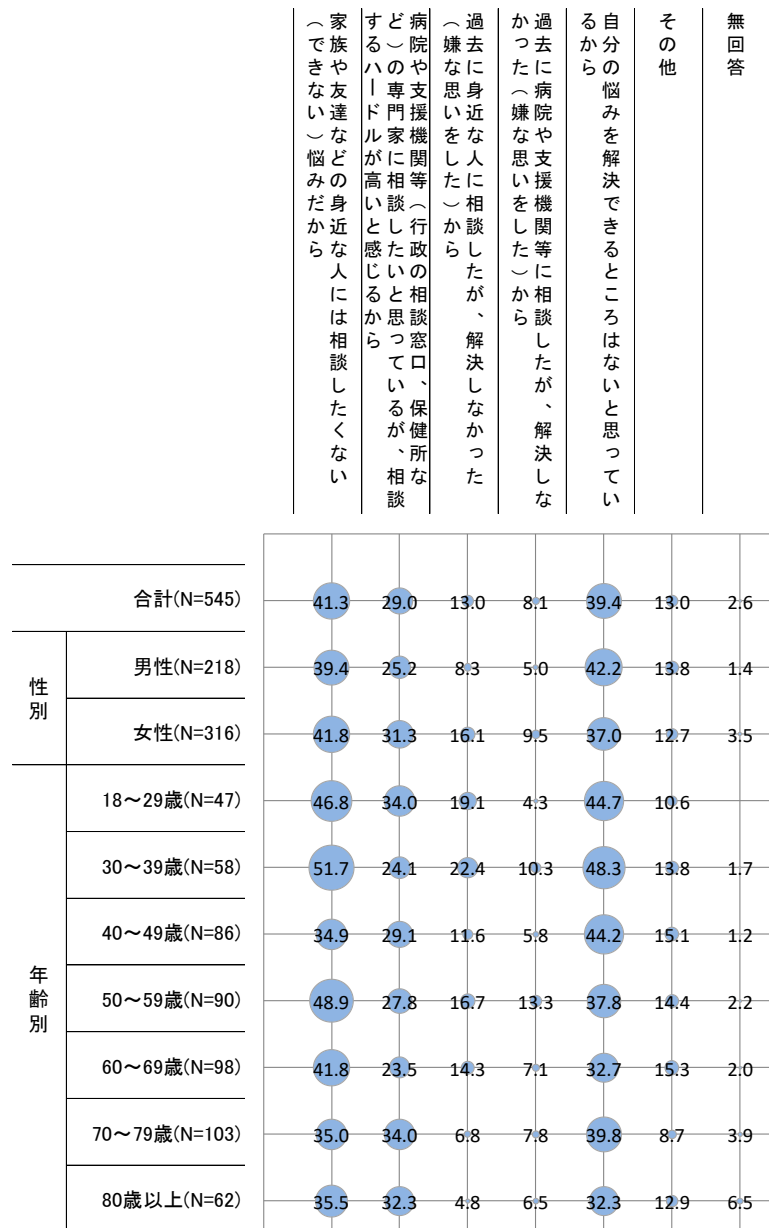 家族や友達などの身近な人には相談したくない
（できない）悩みだから
病院や支援機関等（行政の相談窓口、保健所な
ど）の専門家に相談したいと思っているが、相談
するハードルが高いと感じるから
過去に身近な人に相談したが、解決しなかった
（嫌な思いをした）から
過去に病院や支援機関等に相談したが、解決しな
かった（嫌な思いをした）から
自分の悩みを解決できるところはないと思ってい
るから
その他
無回答
合計(N=545) 41.3 29.0 13.0 8.1 39.4 13.0 2.6
性別
男性(N=218) 39.4 25.2 8.3 5.0 42.2 13.8 1.4
女性(N=316) 41.8 31.3 16.1 9.5 37.0 12.7 3.5
年齢別
18～29歳(N=47) 46.8 34.0 19.1 4.3 44.7 10.6
30～39歳(N=58) 51.7 24.1 22.4 10.3 48.3 13.8 1.7
40～49歳(N=86) 34.9 29.1 11.6 5.8 44.2 15.1 1.2
50～59歳(N=90) 48.9 27.8 16.7 13.3 37.8 14.4 2.2
60～69歳(N=98) 41.8 23.5 14.3 7.1 32.7 15.3 2.0
70～79歳(N=103) 35.0 34.0 6.8 7.8 39.8 8.7 3.9
80歳以上(N=62) 35.5 32.3 4.8 6.5 32.3 12.9 6.5